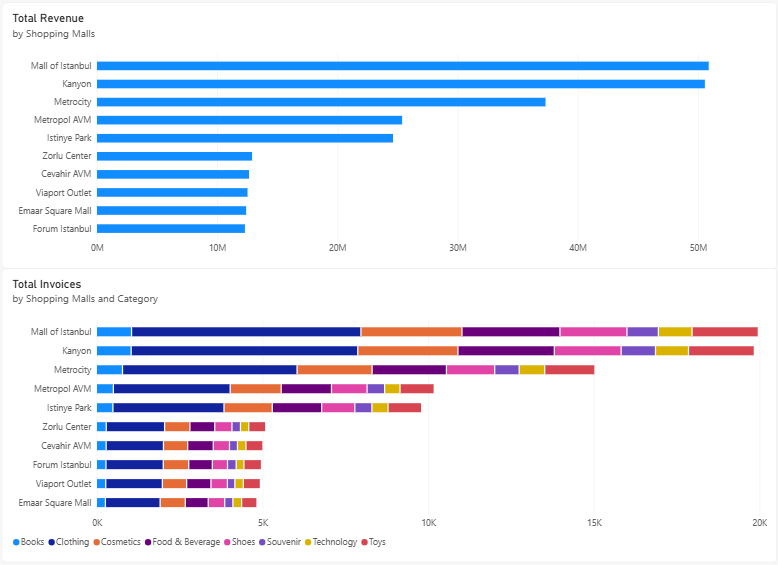 Total Revenue
by Shopping Malls
Mall of Istanbul
Kanyon
Metrocity
Metropol AVM
Istinye Park
Zorlu Center
Cevahir AVM
Viaport Outlet
Emaar Square Mall
Forum Istanbul
0M 10M 20M 30M 40M 50M
Total Invoices
by Shopping Malls and Category
Mall of Istanbul
Kanyon
Metrocity
Metropol AVM
Istinye Park
Zorlu Center
Cevahir AVM
Forum Istanbul
Viaport Outlet
Emaar Square Mall
0K 5K 10K 15K 20K
Books Clothing Cosmetics Food & Beverage Shoes Souvenir Technology Toys